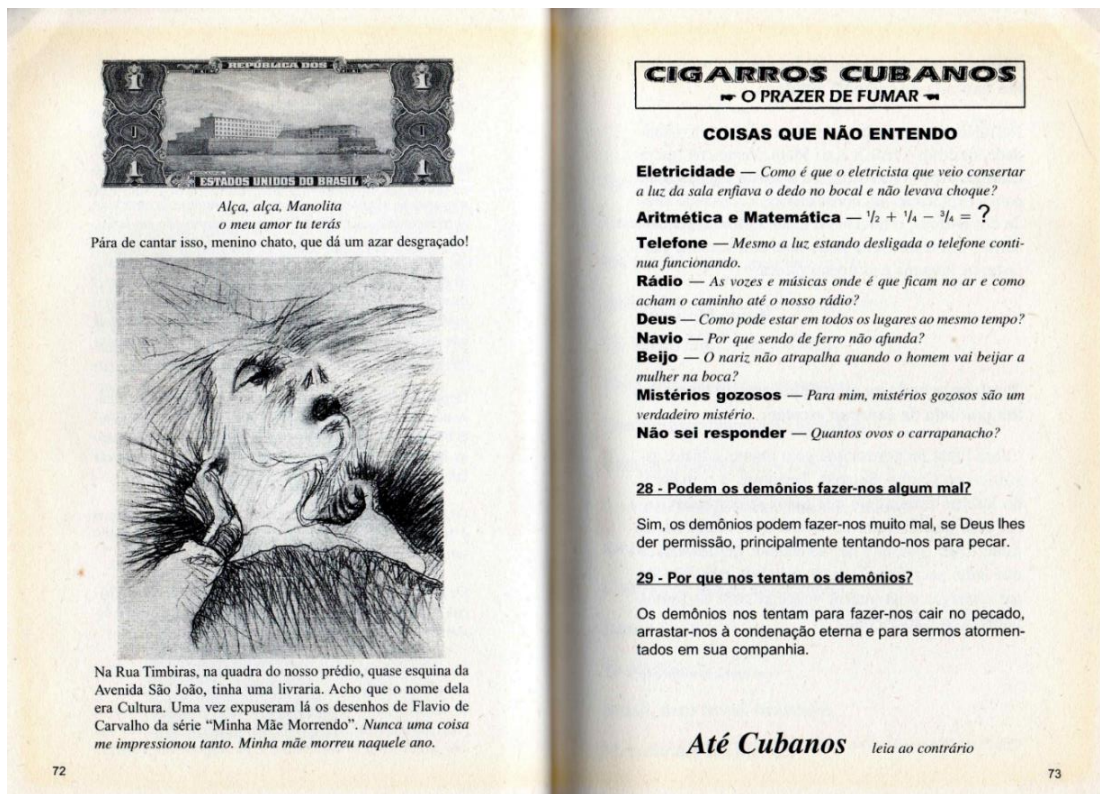 REPÚBLICA DOS
1
1
1
1
ESTADOS UNIDOS DO BRASIL
Alça, alça, Manolita
o meu amor tu terás
Pára de cantar isso, menino chato, que dá um azar desgraçado!
Na Rua Timbiras, na quadra do nosso prédio, quase esquina da
Avenida São João, tinha uma livraria. Acho que o nome dela
era Cultura. Uma vez expuseram lá os desenhos de Flavio de
Carvalho da série “Minha Mãe Morrendo”. Nunca uma coisa
me impressionou tanto. Minha mãe morreu naquele ano.
72
CIGARROS CUBANOS
O PRAZER DE FUMAR
COISAS QUE NÃO ENTENDO
Eletricidade — Como é que o eletricista que veio consertar
a luz da sala enfiava o dedo no bocal e não levava choque?
Aritmética e Matemática — 1/2 + 1/4 − 3/4 = ?
Telefone — Mesmo a luz estando desligada o telefone conti-
nua funcionando.
Rádio — As vozes e músicas onde é que ficam no ar e como
acham o caminho até o nosso rádio?
Deus — Como pode estar em todos os lugares ao mesmo tempo?
Navio — Por que sendo de ferro não afunda?
Beijo — O nariz não atrapalha quando o homem vai beijar a
mulher na boca?
Mistérios gozosos — Para mim, mistérios gozosos são um
verdadeiro mistério.
Não sei responder — Quantos ovos o carrapanacho?
28 - Podem os demônios fazer-nos algum mal?
Sim, os demônios podem fazer-nos muito mal, se Deus lhes
der permissão, principalmente tentando-nos para pecar.
29 - Por que nos tentam os demônios?
Os demônios nos tentam para fazer-nos cair no pecado,
arrastar-nos à condenação eterna e para sermos atormen-
tados em sua companhia.
Até Cubanos leia ao contrário
73